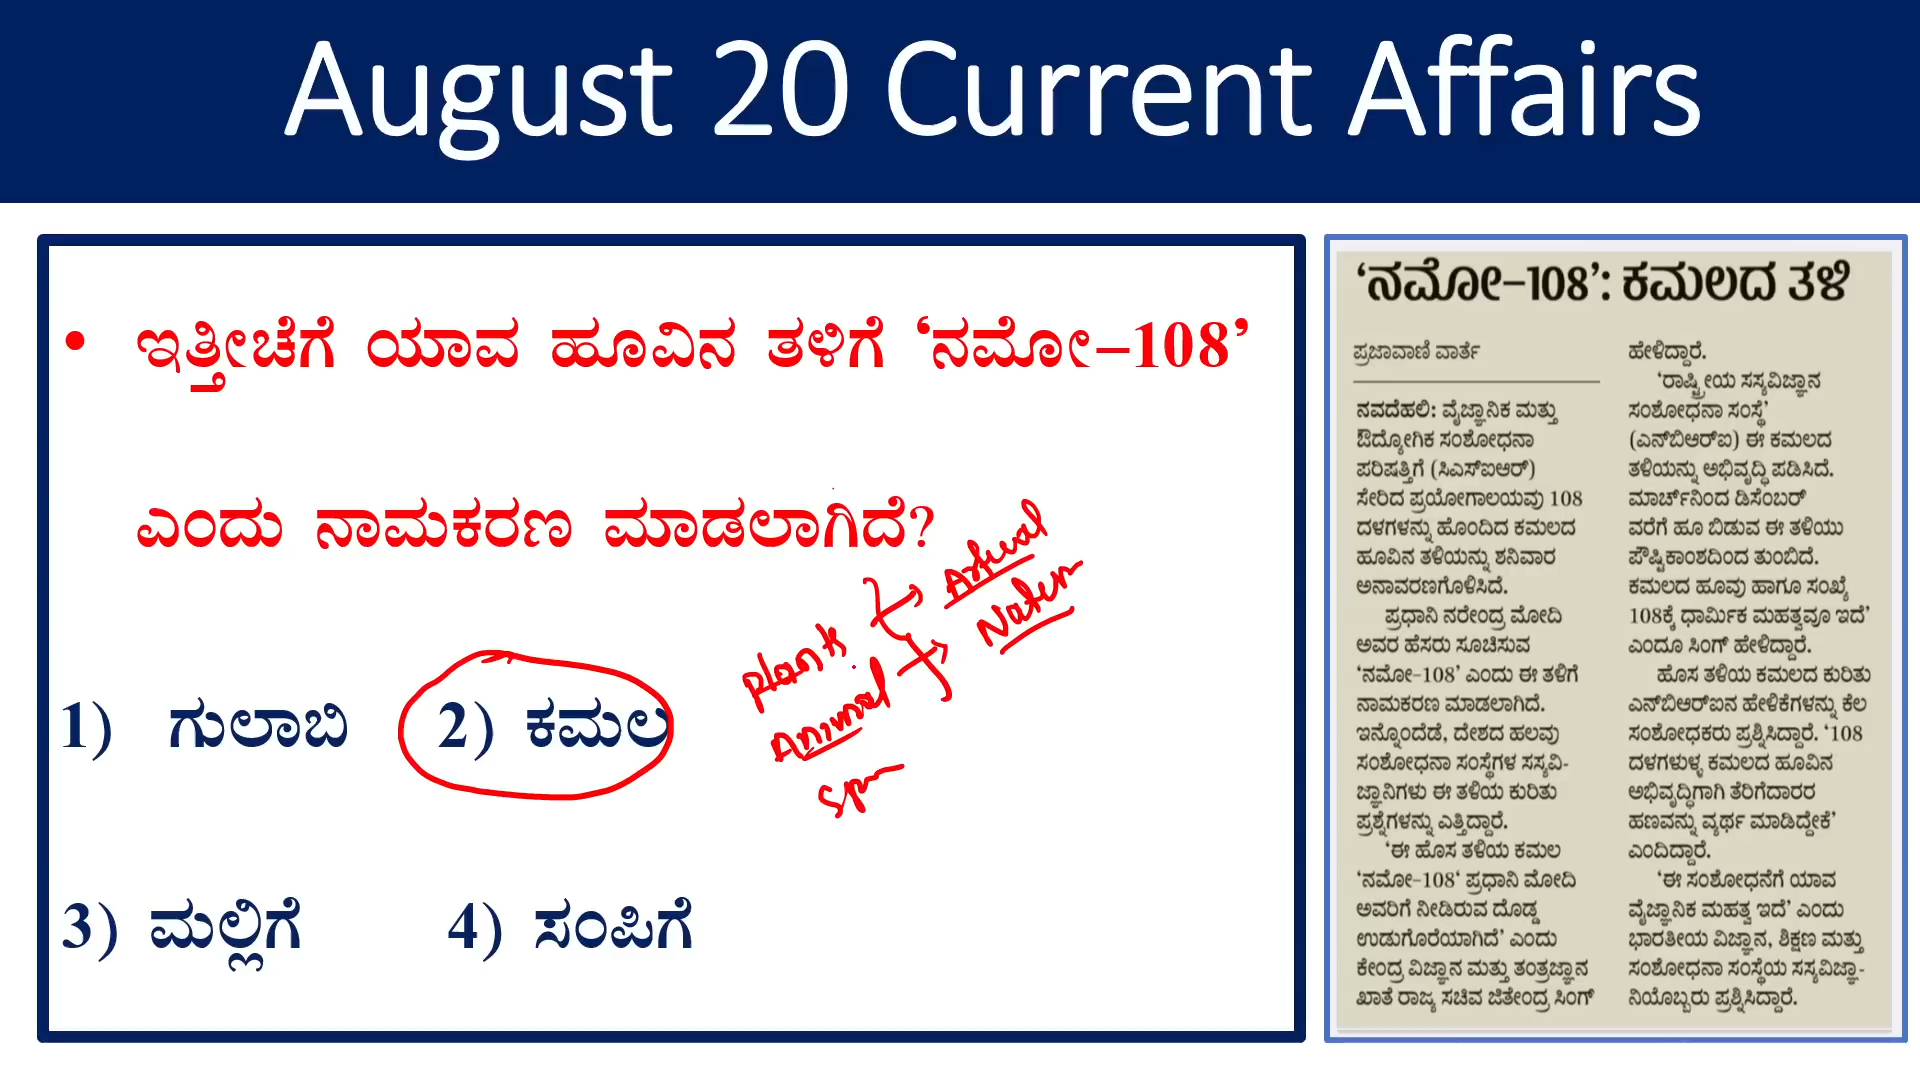 August 20 Current Affairs
• ಇತ್ತೀಚೆಗೆ ಯಾವ ಹೂವಿನ ತಳಿಗೆ ‘ನಮೋ–108’
ಎಂದು ನಾಮಕರಣ ಮಾಡಲಾಗಿದೆ?
1) ಗುಲಾಬಿ 2) ಕಮಲ
3) ಮಲ್ಲಿಗೆ 4) ಸಂಪಿಗೆ
Animal
‘ನಮೋ–108’: ಕಮಲದ ತಳಿ
ಪ್ರಜಾವಾಣಿ ವಾರ್ತೆ
ನವದೆಹಲಿ: ವೈಜ್ಞಾನಿಕ ಮತ್ತು
ಔದ್ಯೋಗಿಕ ಸಂಶೋಧನಾ
ಪರಿಷತ್ತಿಗೆ (ಸಿಎಸ್‌ಐಆರ್)
ಸೇರಿದ ಪ್ರಯೋಗಾಲಯವು 108
ದಳಗಳನ್ನು ಹೊಂದಿದ ಕಮಲದ
ಹೂವಿನ ತಳಿಯನ್ನು ಶನಿವಾರ
ಅನಾವರಣಗೊಳಿಸಿದೆ.
ಪ್ರಧಾನಿ ನರೇಂದ್ರ ಮೋದಿ
ಅವರ ಹೆಸರು ಸೂಚಿಸುವ
‘ನಮೋ–108’ ಎಂದು ಈ ತಳಿಗೆ
ನಾಮಕರಣ ಮಾಡಲಾಗಿದೆ.
ಇನ್ನೊಂದೆಡೆ, ದೇಶದ ಹಲವು
ಸಂಶೋಧನಾ ಸಂಸ್ಥೆಗಳ ಸಸ್ಯವಿ-
ಜ್ಞಾನಿಗಳು ಈ ತಳಿಯ ಕುರಿತು
ಪ್ರಶ್ನೆಗಳನ್ನು ಎತ್ತಿದ್ದಾರೆ.
‘ಈ ಹೊಸ ತಳಿಯ ಕಮಲ
‘ನಮೋ–108‘ ಪ್ರಧಾನಿ ಮೋದಿ
ಅವರಿಗೆ ನೀಡಿರುವ ದೊಡ್ಡ
ಉಡುಗೊರೆಯಾಗಿದೆ’ ಎಂದು
ಕೇಂದ್ರ ವಿಜ್ಞಾನ ಮತ್ತು ತಂತ್ರಜ್ಞಾನ
ಖಾತೆ ರಾಜ್ಯ ಸಚಿವ ಜಿತೇಂದ್ರ ಸಿಂಗ್
ಹೇಳಿದ್ದಾರೆ.
‘ರಾಷ್ಟ್ರೀಯ ಸಸ್ಯವಿಜ್ಞಾನ
ಸಂಶೋಧನಾ ಸಂಸ್ಥೆ’
(ಎನ್‌ಬಿಆರ್‌ಐ) ಈ ಕಮಲದ
ತಳಿಯನ್ನು ಅಭಿವೃದ್ಧಿ ಪಡಿಸಿದೆ.
ಮಾರ್ಚ್‌ನಿಂದ ಡಿಸೆಂಬರ್
ವರೆಗೆ ಹೂ ಬಿಡುವ ಈ ತಳಿಯು
ಪೌಷ್ಟಿಕಾಂಶದಿಂದ ತುಂಬಿದೆ.
ಕಮಲದ ಹೂವು ಹಾಗೂ ಸಂಖ್ಯೆ
108ಕ್ಕೆ ಧಾರ್ಮಿಕ ಮಹತ್ವವೂ ಇದೆ’
ಎಂದೂ ಸಿಂಗ್ ಹೇಳಿದ್ದಾರೆ.
ಹೊಸ ತಳಿಯ ಕಮಲದ ಕುರಿತು
ಎನ್‌ಬಿಆರ್‌ಐನ ಹೇಳಿಕೆಗಳನ್ನು ಕೆಲ
ಸಂಶೋಧಕರು ಪ್ರಶ್ನಿಸಿದ್ದಾರೆ. ‘108
ದಳಗಳುಳ್ಳ ಕಮಲದ ಹೂವಿನ
ಅಭಿವೃದ್ಧಿಗಾಗಿ ತೆರಿಗೆದಾರರ
ಹಣವನ್ನು ವ್ಯರ್ಥ ಮಾಡಿದ್ದೇಕೆ’
ಎಂದಿದ್ದಾರೆ.
‘ಈ ಸಂಶೋಧನೆಗೆ ಯಾವ
ವೈಜ್ಞಾನಿಕ ಮಹತ್ವ ಇದೆ’ ಎಂದು
ಭಾರತೀಯ ವಿಜ್ಞಾನ, ಶಿಕ್ಷಣ ಮತ್ತು
ಸಂಶೋಧನಾ ಸಂಸ್ಥೆಯ ಸಸ್ಯವಿಜ್ಞಾ-
ನಿಯೊಬ್ಬರು ಪ್ರಶ್ನಿಸಿದ್ದಾರೆ.